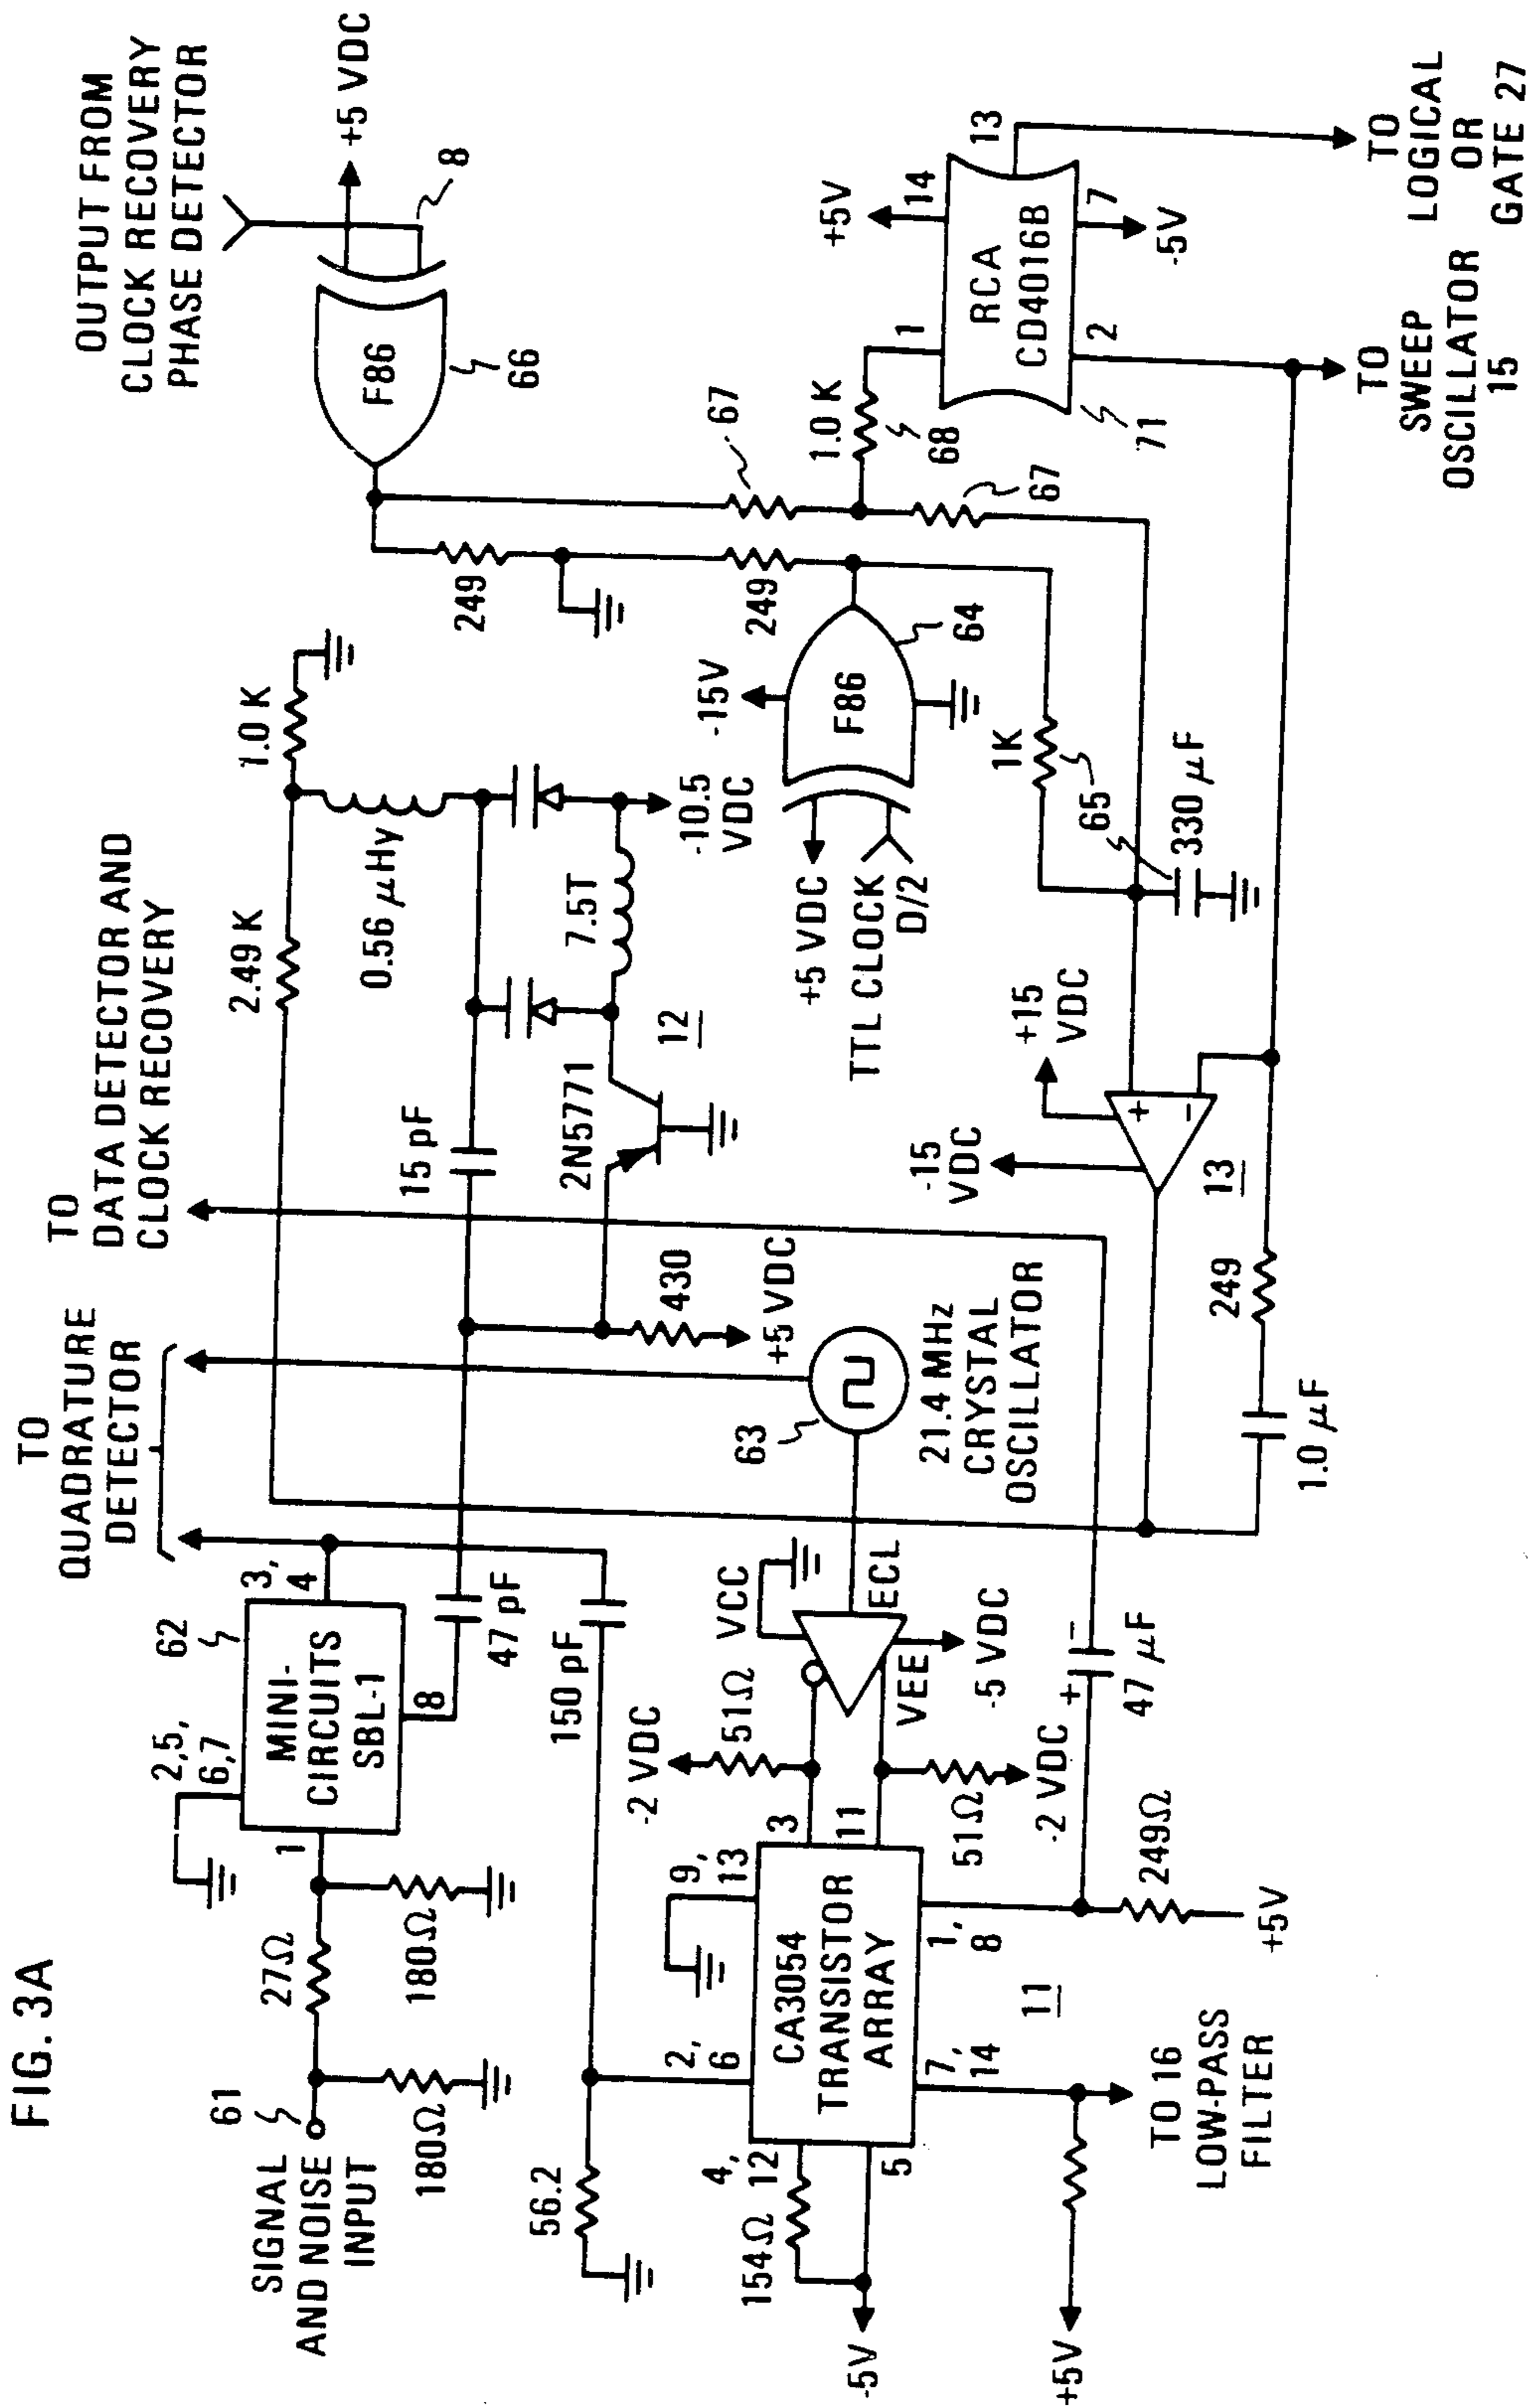 FIG. 3A
SIGNAL
AND NOISE
INPUT
61
27Ω
180Ω
180Ω
1
2,5,
6,7
62
MINI-
CIRCUITS
SBL-1
3,
4
8
47 pF
150 pF
TO
QUADRATURE
DETECTOR
TO
DATA DETECTOR AND
CLOCK RECOVERY
2.49 K
1.0 K
0.56 μHy
15 pF
2N5771
12
7.5T
-10.5
VDC
430
+5 VDC
OUTPUT FROM
CLOCK RECOVERY
PHASE DETECTOR
+5 VDC
8
F86
66
249
249
67
67
1.0 K
68
1
+5V
14
RCA
CD4016B
13
7
-5V
2
71
TO
LOGICAL
OR
GATE 27
TO
SWEEP
OSCILLATOR
15
-15V
F86
64
+5 VDC
TTL CLOCK
D/2
1K
65
330 μF
+15
VDC
-15
VDC
+
−
13
249
1.0 μF
63
21.4 MHz
CRYSTAL
OSCILLATOR
VCC
ECL
VEE
-5 VDC
-2 VDC
51Ω
51Ω
-2 VDC
+
−
47 μF
56.2
2,
6
9,
13
3
11
CA3054
TRANSISTOR
ARRAY
4,
12
5
7,
14
1,
8
154Ω
-5V
+5V
11
249Ω
+5V
TO 16
LOW-PASS
FILTER